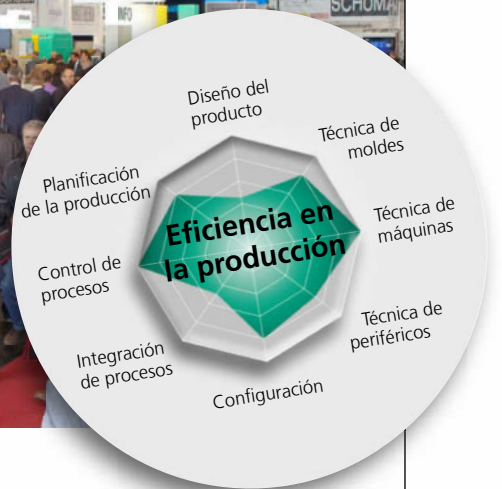 INFO
SCHUMA
Diseño del
producto
Técnica de
moldes
Técnica de
máquinas
Técnica de
periféricos
Configuración
Integración
de procesos
Control de
procesos
Planificación
de la producción
Eficiencia en
la producción